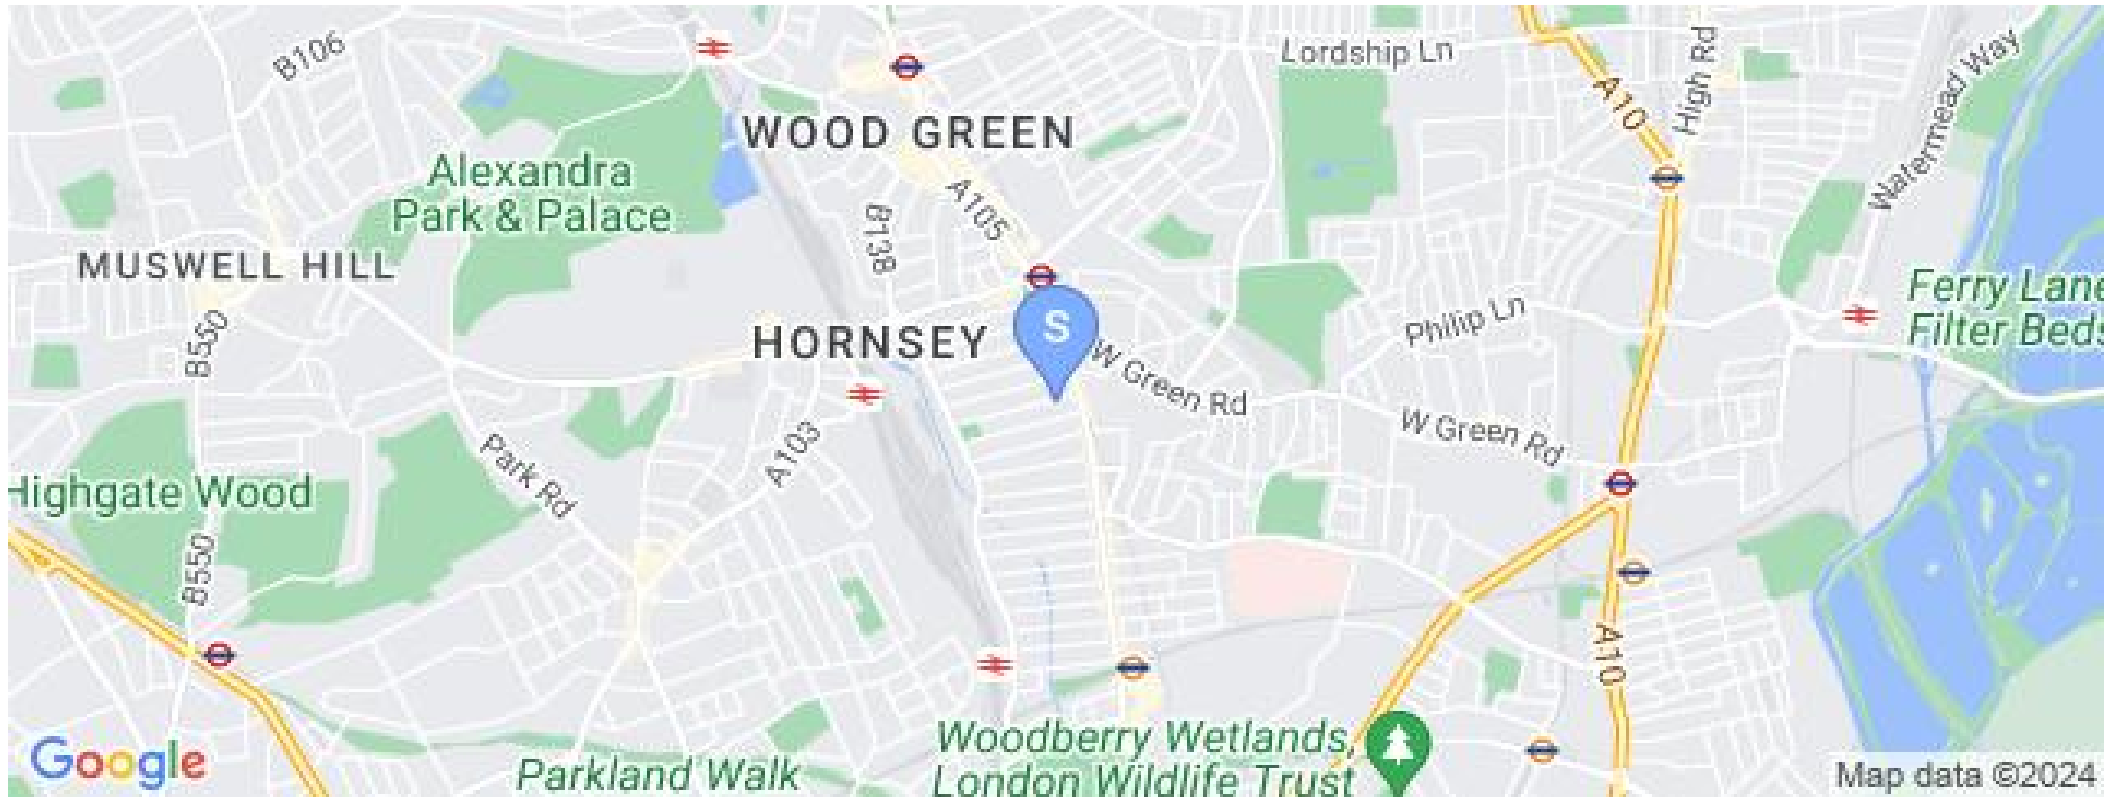 B106
Lordship Ln
A10
High Rd
Watermead Way
WOOD GREEN
Alexandra
Park & Palace
A105
B138
MUSWELL HILL
Ferry Lane
Filter Beds
Philip Ln
S
HORNSEY
B550
W Green Rd
W Green Rd
A103
Park Rd
Highgate Wood
B550
A10
Woodberry Wetlands,
London Wildlife Trust
Parkland Walk
Google
Map data ©2024